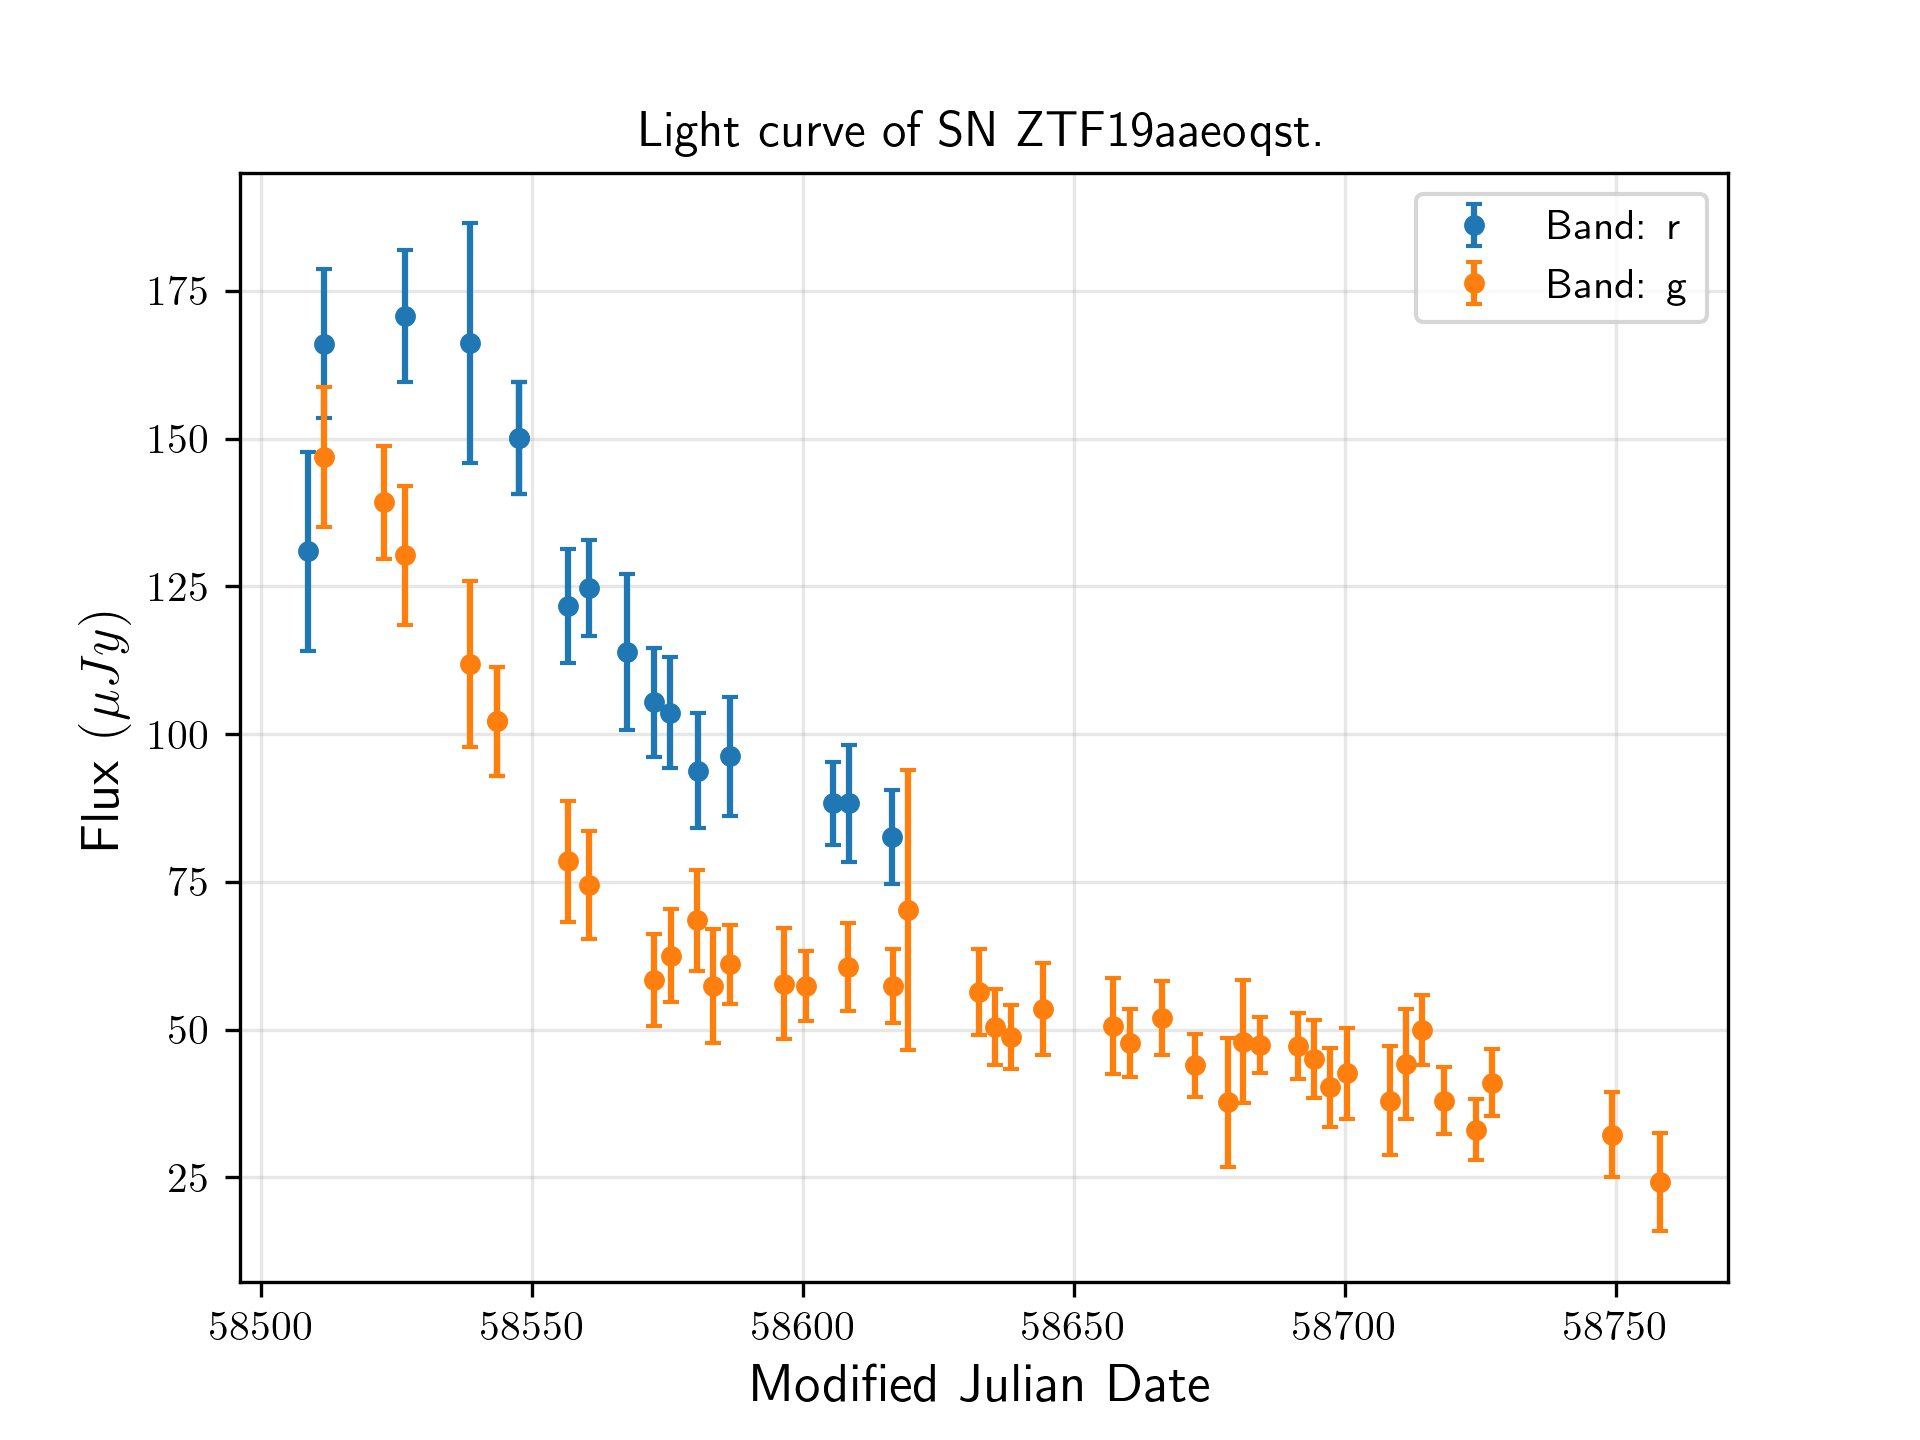 Light curve of SN ZTF19aaeoqst.
Band: r
Band: g
175
150
125
100
75
50
25
Flux (μJy)
58500 58550 58600 58650 58700 58750
Modified Julian Date